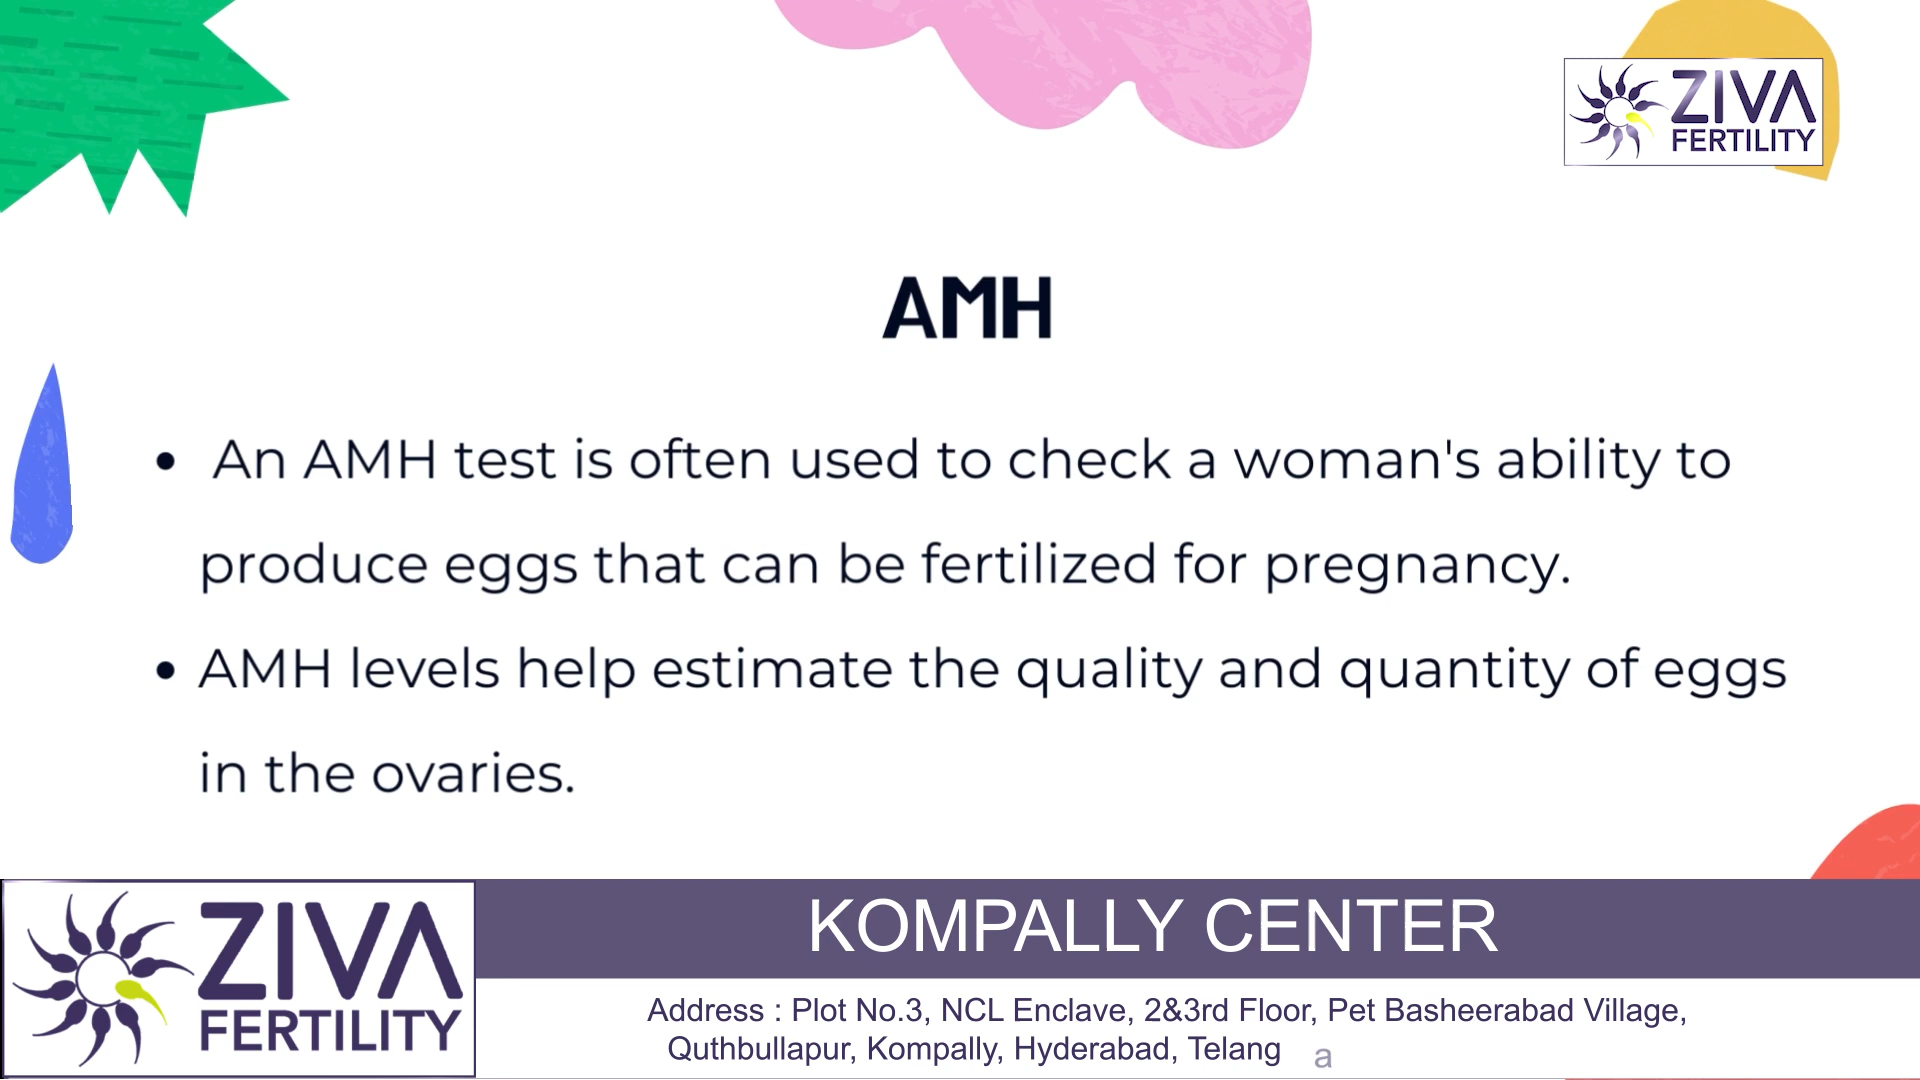 ZIVA
FERTILITY
AMH
• An AMH test is often used to check a woman's ability to
produce eggs that can be fertilized for pregnancy.
• AMH levels help estimate the quality and quantity of eggs
in the ovaries.
ZIVA
FERTILITY
KOMPALLY CENTER
Address : Plot No.3, NCL Enclave, 2&3rd Floor, Pet Basheerabad Village,
Quthbullapur, Kompally, Hyderabad, Telang a